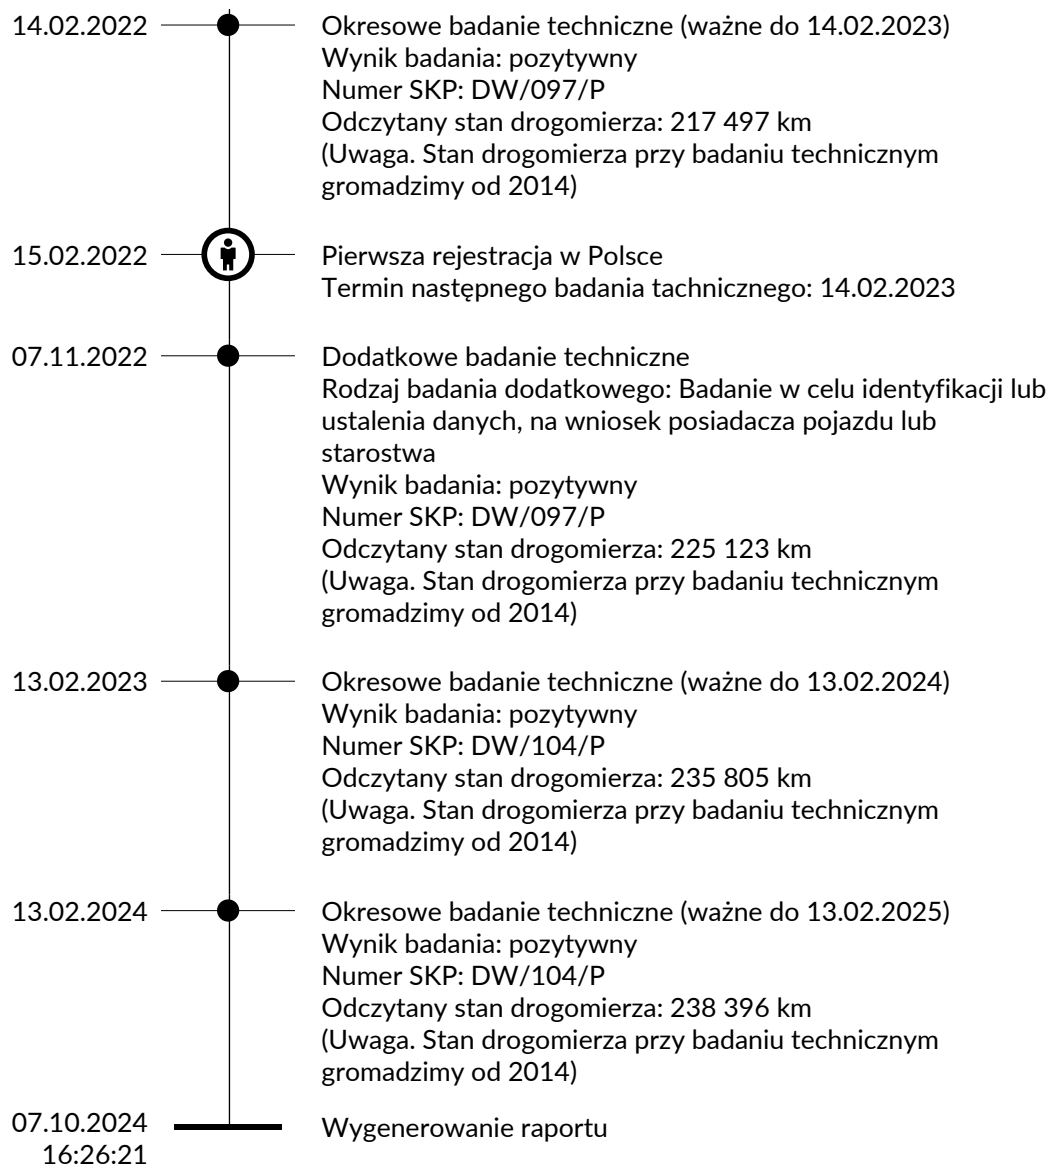 14.02.2022
Okresowe badanie techniczne (ważne do 14.02.2023)
Wynik badania: pozytywny
Numer SKP: DW/097/P
Odczytany stan drogomierza: 217 497 km
(Uwaga. Stan drogomierza przy badaniu technicznym
gromadzimy od 2014)
15.02.2022
Pierwsza rejestracja w Polsce
Termin następnego badania tachnicznego: 14.02.2023
07.11.2022
Dodatkowe badanie techniczne
Rodzaj badania dodatkowego: Badanie w celu identyfikacji lub
ustalenia danych, na wniosek posiadacza pojazdu lub
starostwa
Wynik badania: pozytywny
Numer SKP: DW/097/P
Odczytany stan drogomierza: 225 123 km
(Uwaga. Stan drogomierza przy badaniu technicznym
gromadzimy od 2014)
13.02.2023
Okresowe badanie techniczne (ważne do 13.02.2024)
Wynik badania: pozytywny
Numer SKP: DW/104/P
Odczytany stan drogomierza: 235 805 km
(Uwaga. Stan drogomierza przy badaniu technicznym
gromadzimy od 2014)
13.02.2024
Okresowe badanie techniczne (ważne do 13.02.2025)
Wynik badania: pozytywny
Numer SKP: DW/104/P
Odczytany stan drogomierza: 238 396 km
(Uwaga. Stan drogomierza przy badaniu technicznym
gromadzimy od 2014)
07.10.2024
16:26:21
Wygenerowanie raportu